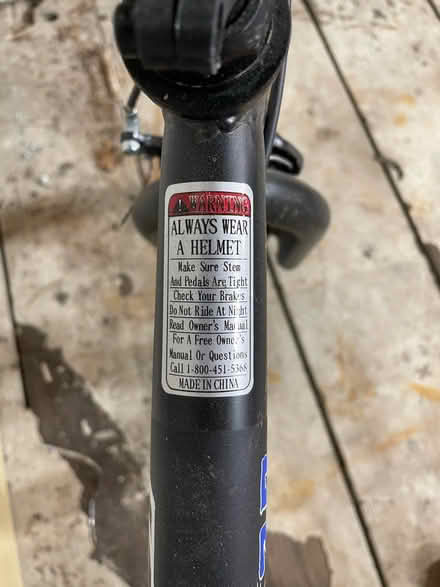 WARNING
ALWAYS WEAR
A HELMET
Make Sure Stem
And Pedals Are Tight
Check Your Brakes
Do Not Ride At Night
Read Owner's Manual
For A Free Owner's
Manual Or Questions
Call 1-800-451-5368
MADE IN CHINA